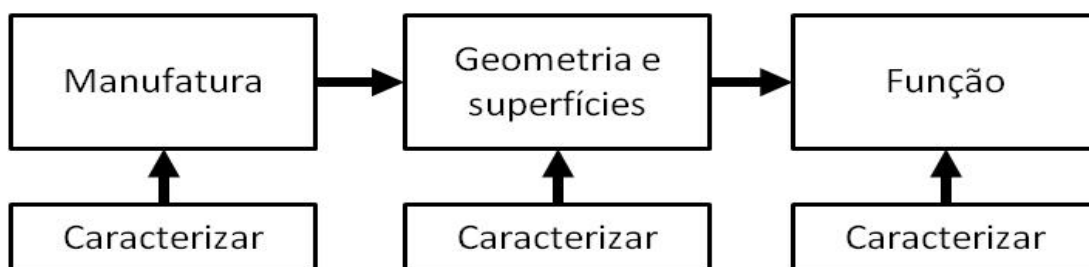 Manufatura
Geometria e
superfícies
Função
Caracterizar
Caracterizar
Caracterizar